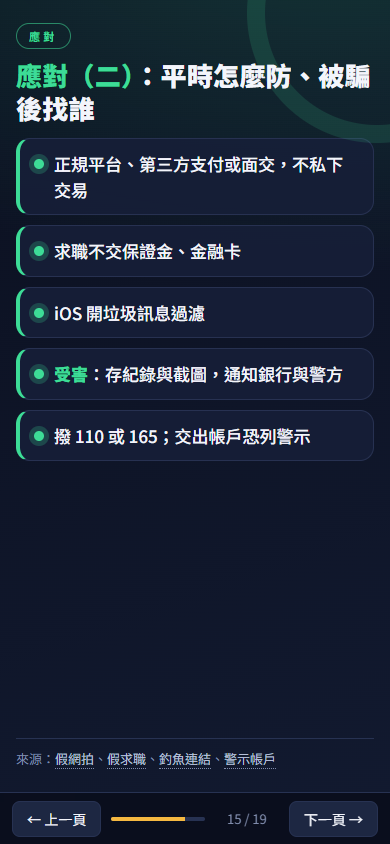 應對
應對（二）：平時怎麼防、被騙
後找誰
正規平台、第三方支付或面交，不私下
交易
求職不交保證金、金融卡
iOS 開垃圾訊息過濾
受害：存紀錄與截圖，通知銀行與警方
撥 110 或 165；交出帳戶恐列警示
來源：假網拍、假求職、釣魚連結、警示帳戶
← 上一頁
15 / 19
下一頁 →